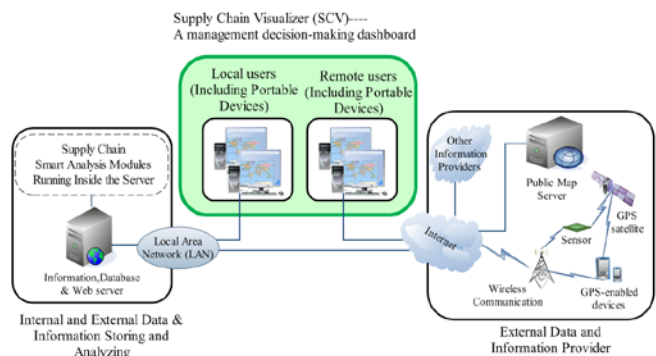 Supply Chain Visualizer (SCV)----
A management decision-making dashboard
Local users
(Including Portable
Devices)
Remote users
(Including Portable
Devices)
Supply Chain
Smart Analysis Modules
Running Inside the Server
Information,Database
& Web server
Local Area
Network (LAN)
Internal and External Data &
Information Storing and
Analyzing
Other
Information
Providers
Internet
Public Map
Server
GPS
satellite
Sensor
Wireless
Communication
GPS-enabled
devices
External Data and
Information Provider